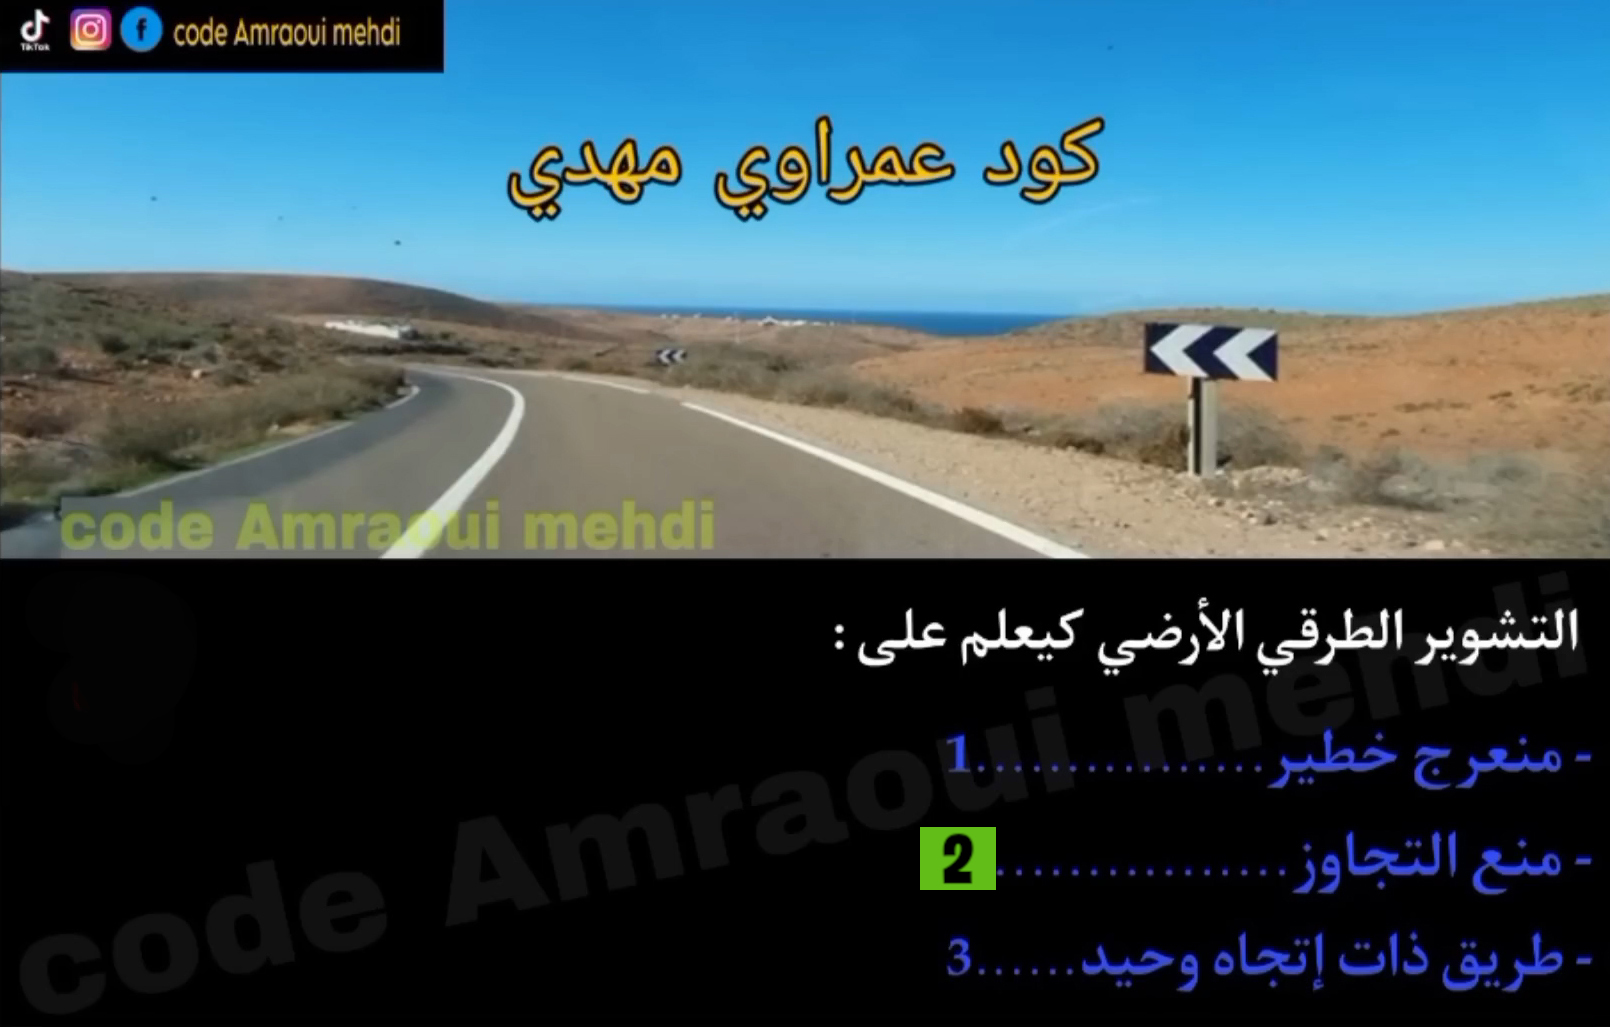 TikTok code Amraoui mehdi
كود عمراوي مهدي
code Amraoui mehdi
التشوير الطرقي الأرضي كيعلم على :
- منعرج خطير................1
- منع التجاوز................2
- طريق ذات إتجاه وحيد......3
code Amraoui mehdi